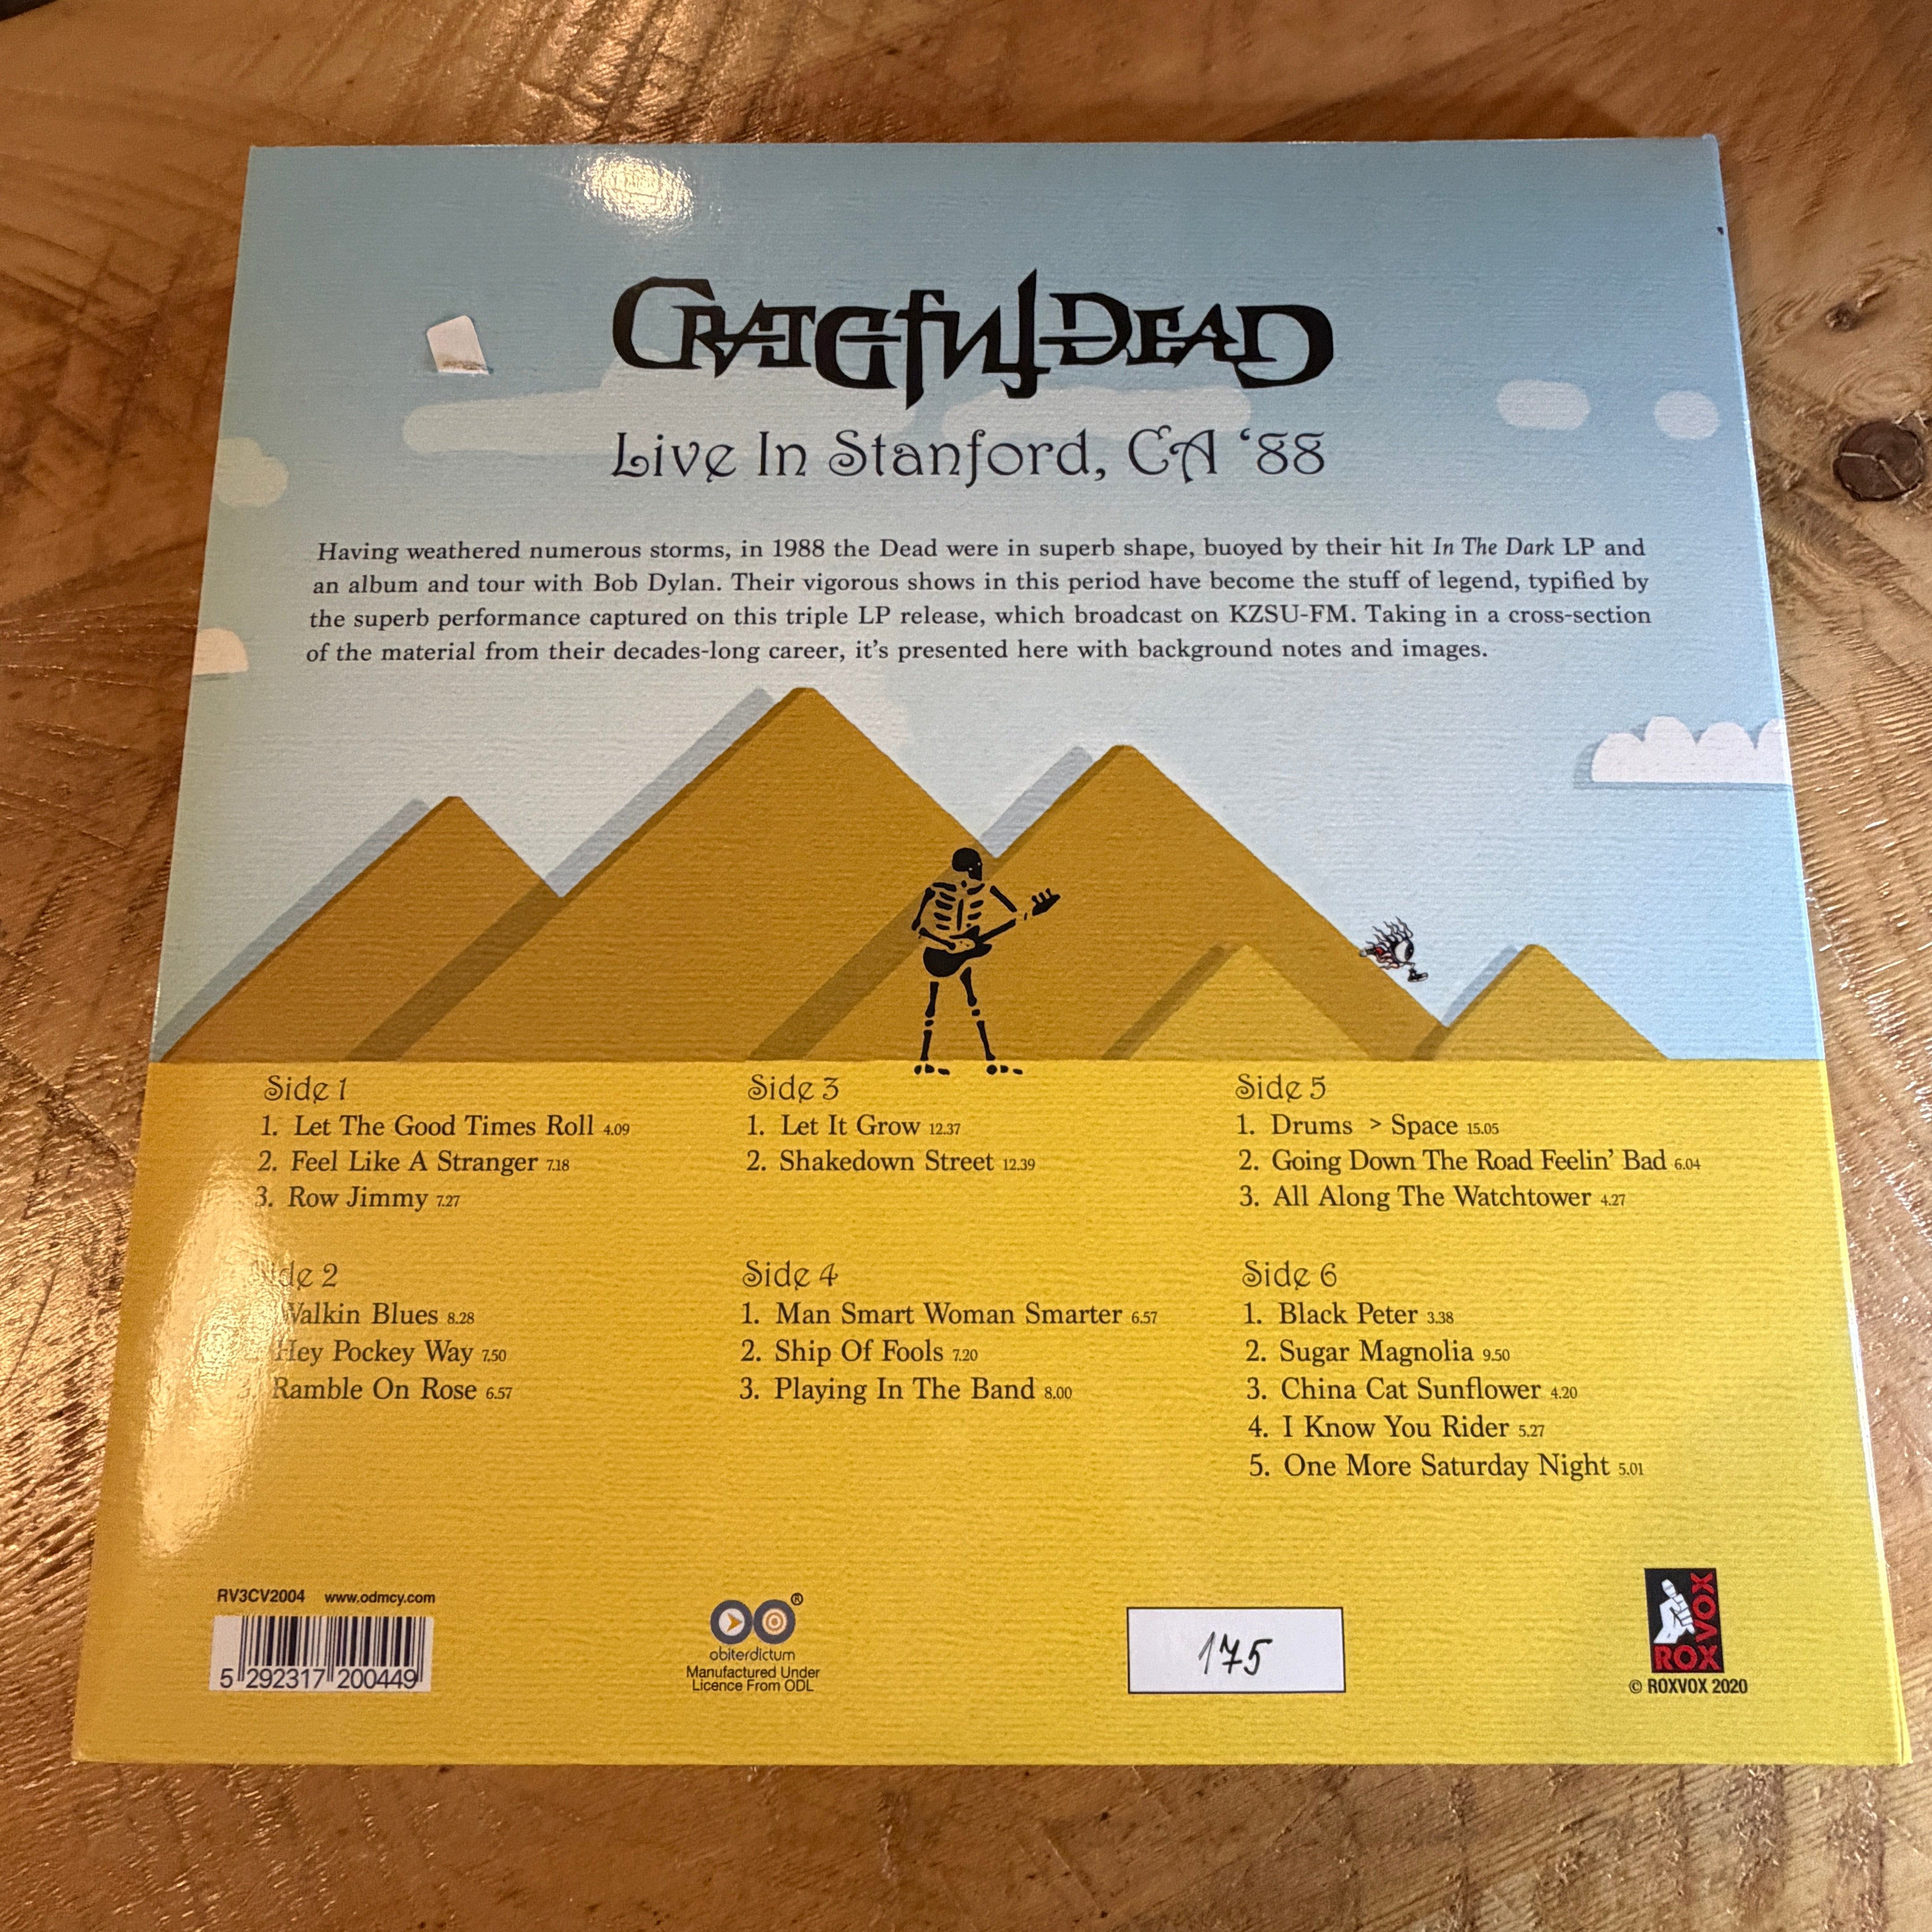 GRATEFUL DEAD
Live In Stanford, CA ‘88
Having weathered numerous storms, in 1988 the Dead were in superb shape, buoyed by their hit In The Dark LP and
an album and tour with Bob Dylan. Their vigorous shows in this period have become the stuff of legend, typified by
the superb performance captured on this triple LP release, which broadcast on KZSU-FM. Taking in a cross-section
of the material from their decades-long career, it’s presented here with background notes and images.
Side 1
1. Let The Good Times Roll 4.09
2. Feel Like A Stranger 7.18
3. Row Jimmy 7.27
Side 2
Walkin Blues 8.28
Hey Pockey Way 7.50
3. Ramble On Rose 6.57
Side 3
1. Let It Grow 12.37
2. Shakedown Street 12.39
Side 4
1. Man Smart Woman Smarter 6.57
2. Ship Of Fools 7.20
3. Playing In The Band 8.00
Side 5
1. Drums > Space 15.05
2. Going Down The Road Feelin’ Bad 6.04
3. All Along The Watchtower 4.27
Side 6
1. Black Peter 3.38
2. Sugar Magnolia 9.50
3. China Cat Sunflower 4.20
4. I Know You Rider 5.27
5. One More Saturday Night 5.01
RV3CV2004 www.odmcy.com
5 292317 200449
®
obiterdictum
Manufactured Under
Licence From ODL
175
ROXVOX
© ROXVOX 2020